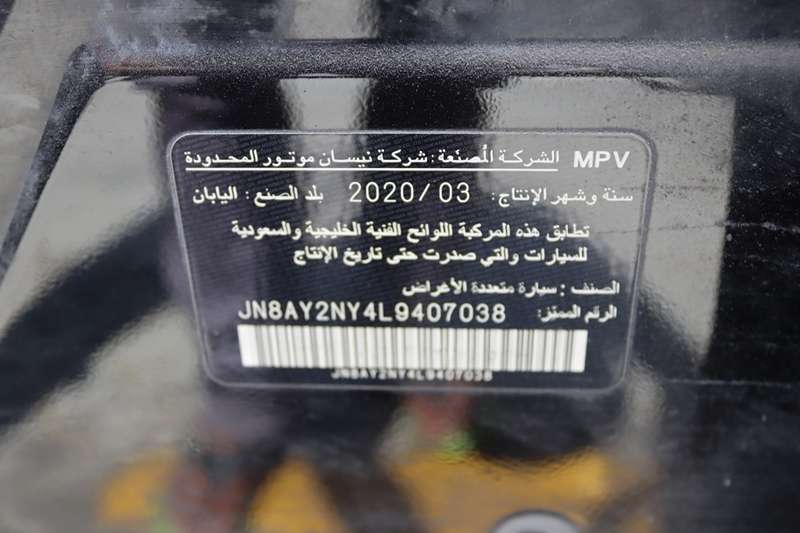 MPV الشركة المُصنّعة : شركة نيسان موتور المحدودة
سنة وشهر الإنتاج: 2020/03 بلد الصنع: اليابان
تطابق هذه المركبة اللوائح الفنية الخليجية والسعودية
للسيارات والتي صدرت حتى تاريخ الإنتاج
الصنف : سيارة متعددة الأغراض
الرقم المميّز: JN8AY2NY4L9407038
JN8AY2NY4L9407038